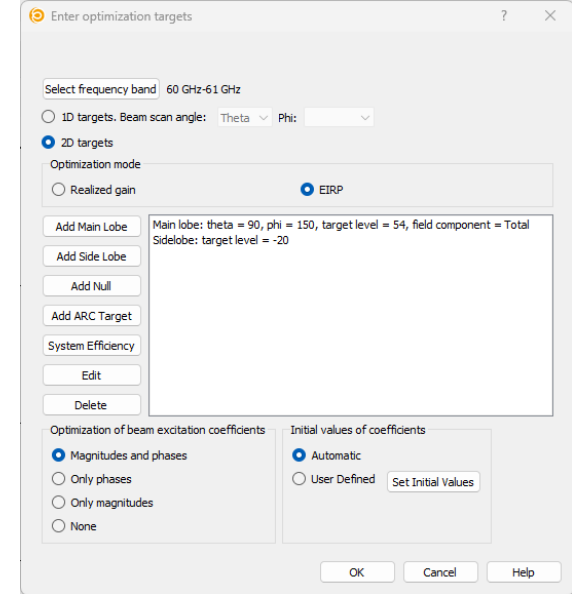 Enter optimization targets ?
Select frequency band 60 GHz-61 GHz
1D targets. Beam scan angle: Theta Phi:
2D targets
Optimization mode
Realized gain EIRP
Add Main Lobe
Main lobe: theta = 90, phi = 150, target level = 54, field component = Total
Sidelobe: target level = -20
Add Side Lobe
Add Null
Add ARC Target
System Efficiency
Edit
Delete
Optimization of beam excitation coefficients
Magnitudes and phases
Only phases
Only magnitudes
None
Initial values of coefficients
Automatic
User Defined Set Initial Values
OK Cancel Help